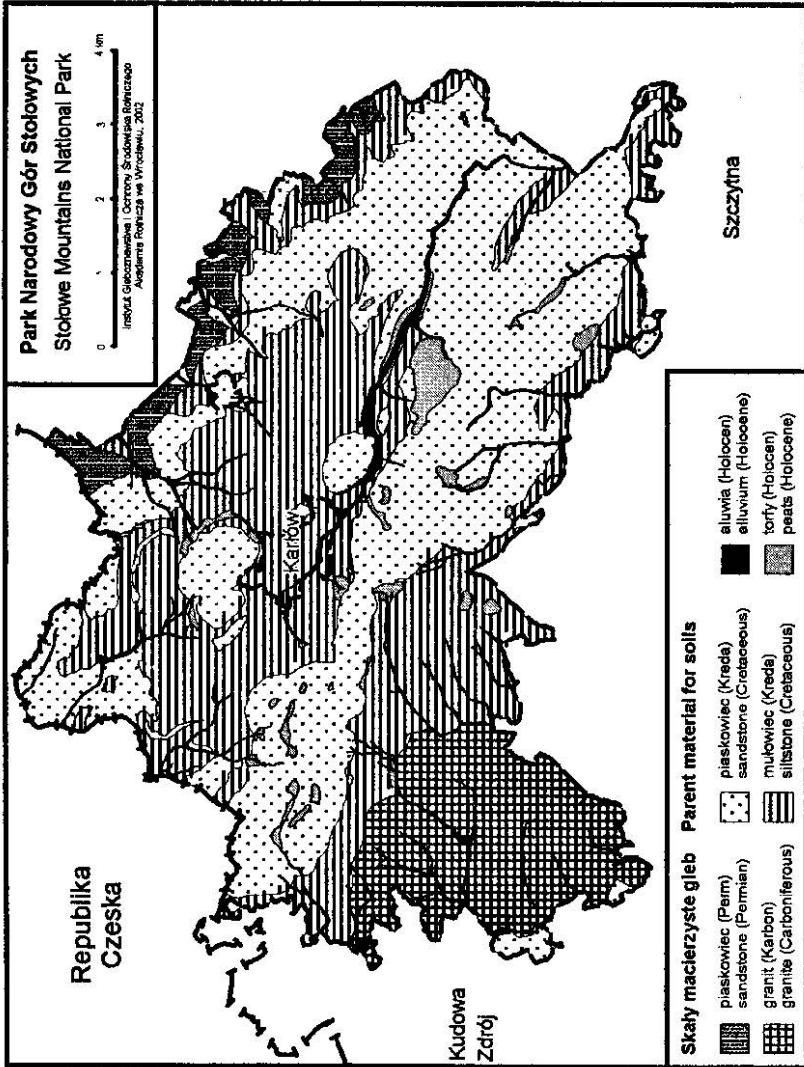 Park Narodowy Gór Stołowych
Stołowe Mountains National Park
0 1 2 3 4 km
Instytut Gleboznawstwa i Ochrony Środowiska Rolniczego
Akademia Rolnicza we Wrocławiu, 2002
Republika
Czeska
Karłów
Kudowa
Zdrój
Szczytna
Skały macierzyste gleb Parent material for soils
piaskowiec (Perm)
sandstone (Permian)
granit (Karbon)
granite (Carboniferous)
piaskowiec (Kreda)
sandstone (Cretaceous)
mułowiec (Kreda)
siltstone (Cretaceous)
aluwia (Holocen)
alluvium (Holocene)
torfy (Holocen)
peats (Holocene)